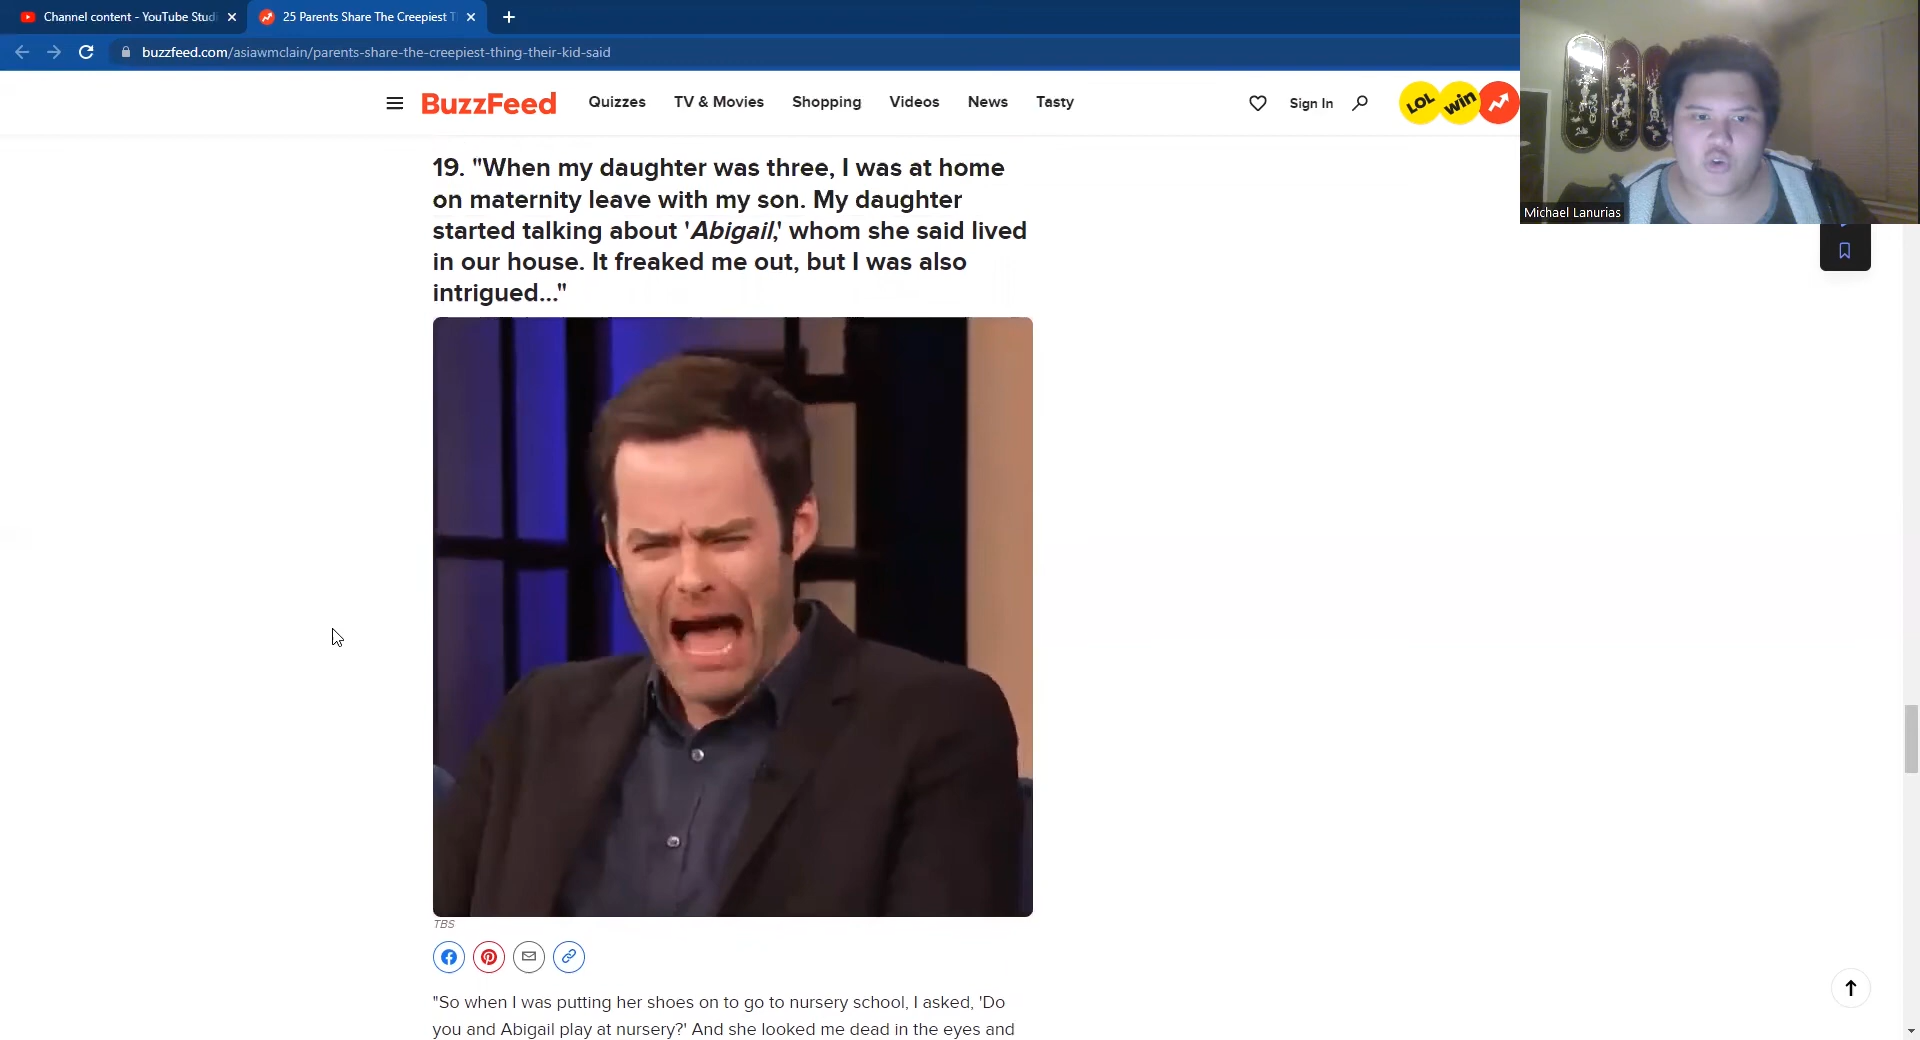 Channel content - YouTube Studi
25 Parents Share The Creepiest T
buzzfeed.com/asiawmclain/parents-share-the-creepiest-thing-their-kid-said
BuzzFeed
Quizzes
TV & Movies
Shopping
Videos
News
Tasty
Sign In
LOL
win
Michael Lanurias
19. "When my daughter was three, I was at home
on maternity leave with my son. My daughter
started talking about 'Abigail,' whom she said lived
in our house. It freaked me out, but I was also
intrigued..."
TBS
"So when I was putting her shoes on to go to nursery school, I asked, 'Do
you and Abigail play at nursery?' And she looked me dead in the eyes and